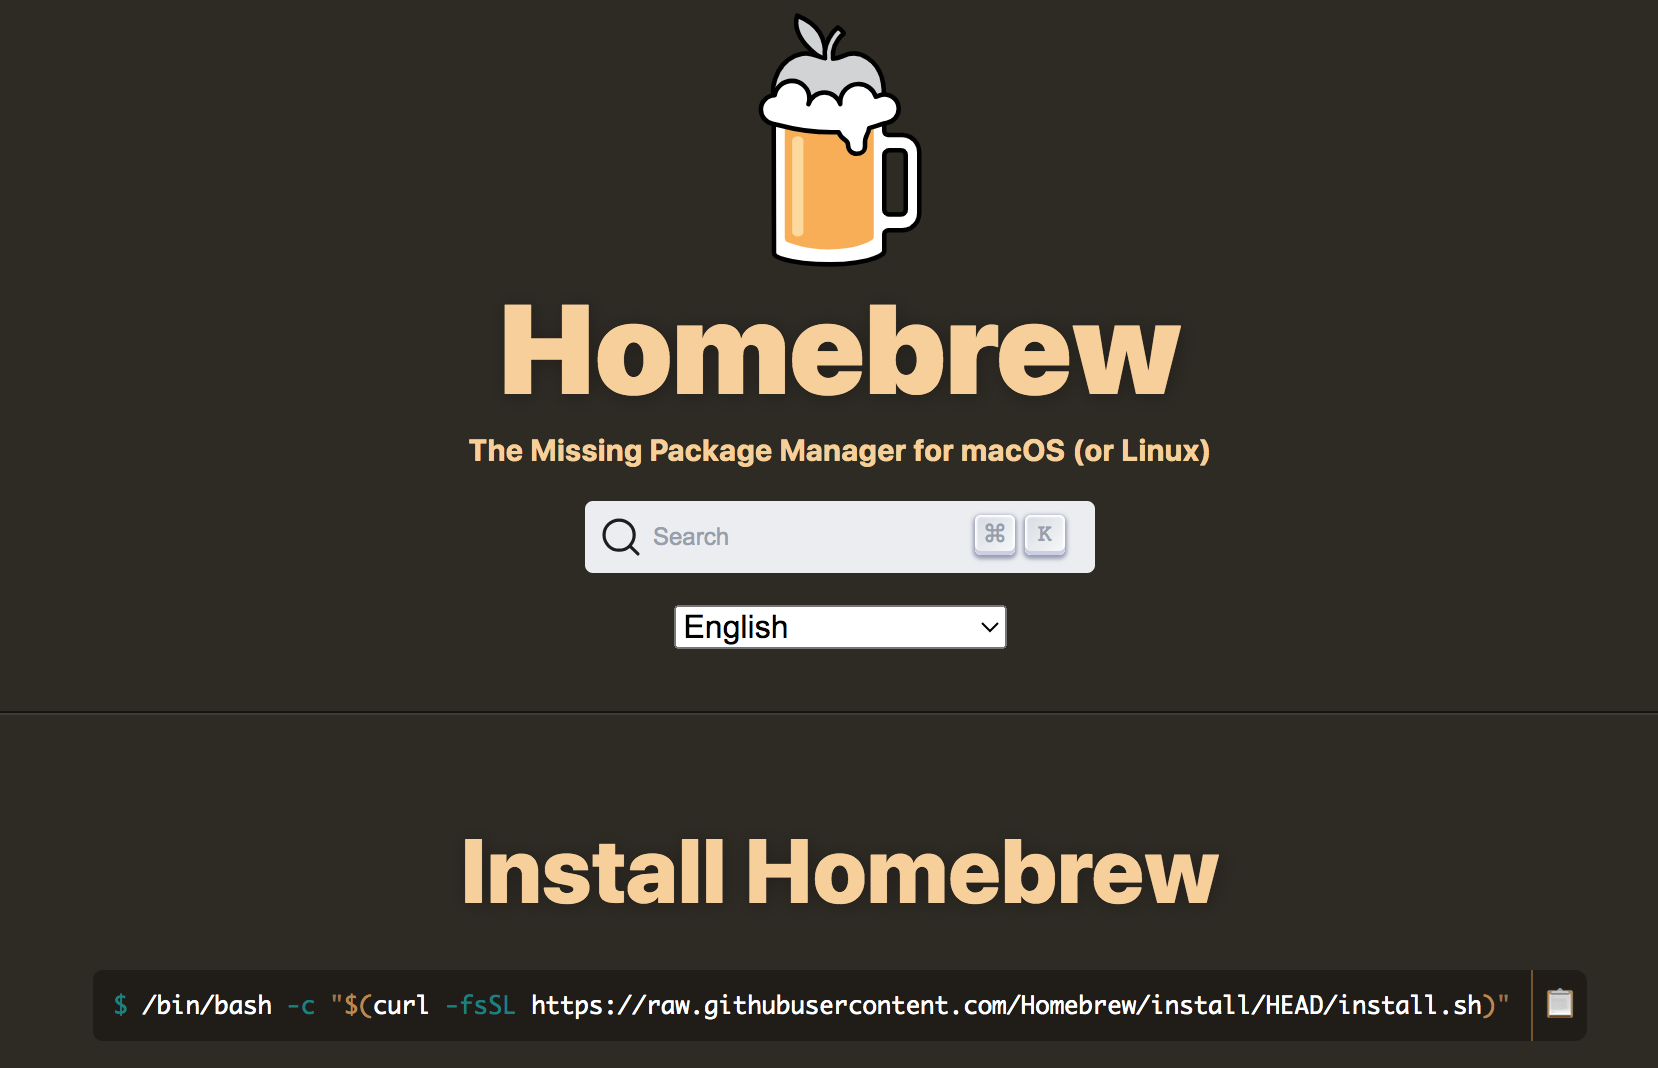 Homebrew
The Missing Package Manager for macOS (or Linux)
Search ⌘ K
English
Install Homebrew
$ /bin/bash -c "$(curl -fsSL https://raw.githubusercontent.com/Homebrew/install/HEAD/install.sh)"